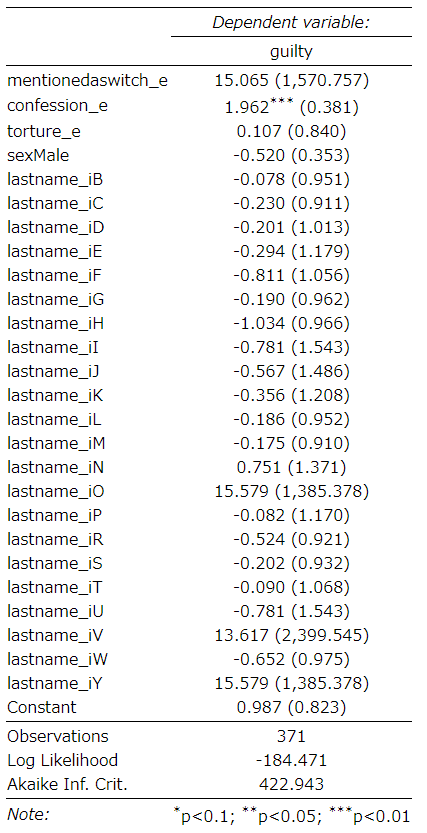 Dependent variable:
guilty
mentionedaswitch_e 15.065 (1,570.757)
confession_e 1.962*** (0.381)
torture_e 0.107 (0.840)
sexMale -0.520 (0.353)
lastname_iB -0.078 (0.951)
lastname_iC -0.230 (0.911)
lastname_iD -0.201 (1.013)
lastname_iE -0.294 (1.179)
lastname_iF -0.811 (1.056)
lastname_iG -0.190 (0.962)
lastname_iH -1.034 (0.966)
lastname_iI -0.781 (1.543)
lastname_iJ -0.567 (1.486)
lastname_iK -0.356 (1.208)
lastname_iL -0.186 (0.952)
lastname_iM -0.175 (0.910)
lastname_iN 0.751 (1.371)
lastname_iO 15.579 (1,385.378)
lastname_iP -0.082 (1.170)
lastname_iR -0.524 (0.921)
lastname_iS -0.202 (0.932)
lastname_iT -0.090 (1.068)
lastname_iU -0.781 (1.543)
lastname_iV 13.617 (2,399.545)
lastname_iW -0.652 (0.975)
lastname_iY 15.579 (1,385.378)
Constant 0.987 (0.823)
Observations 371
Log Likelihood -184.471
Akaike Inf. Crit. 422.943
Note: *p<0.1; **p<0.05; ***p<0.01